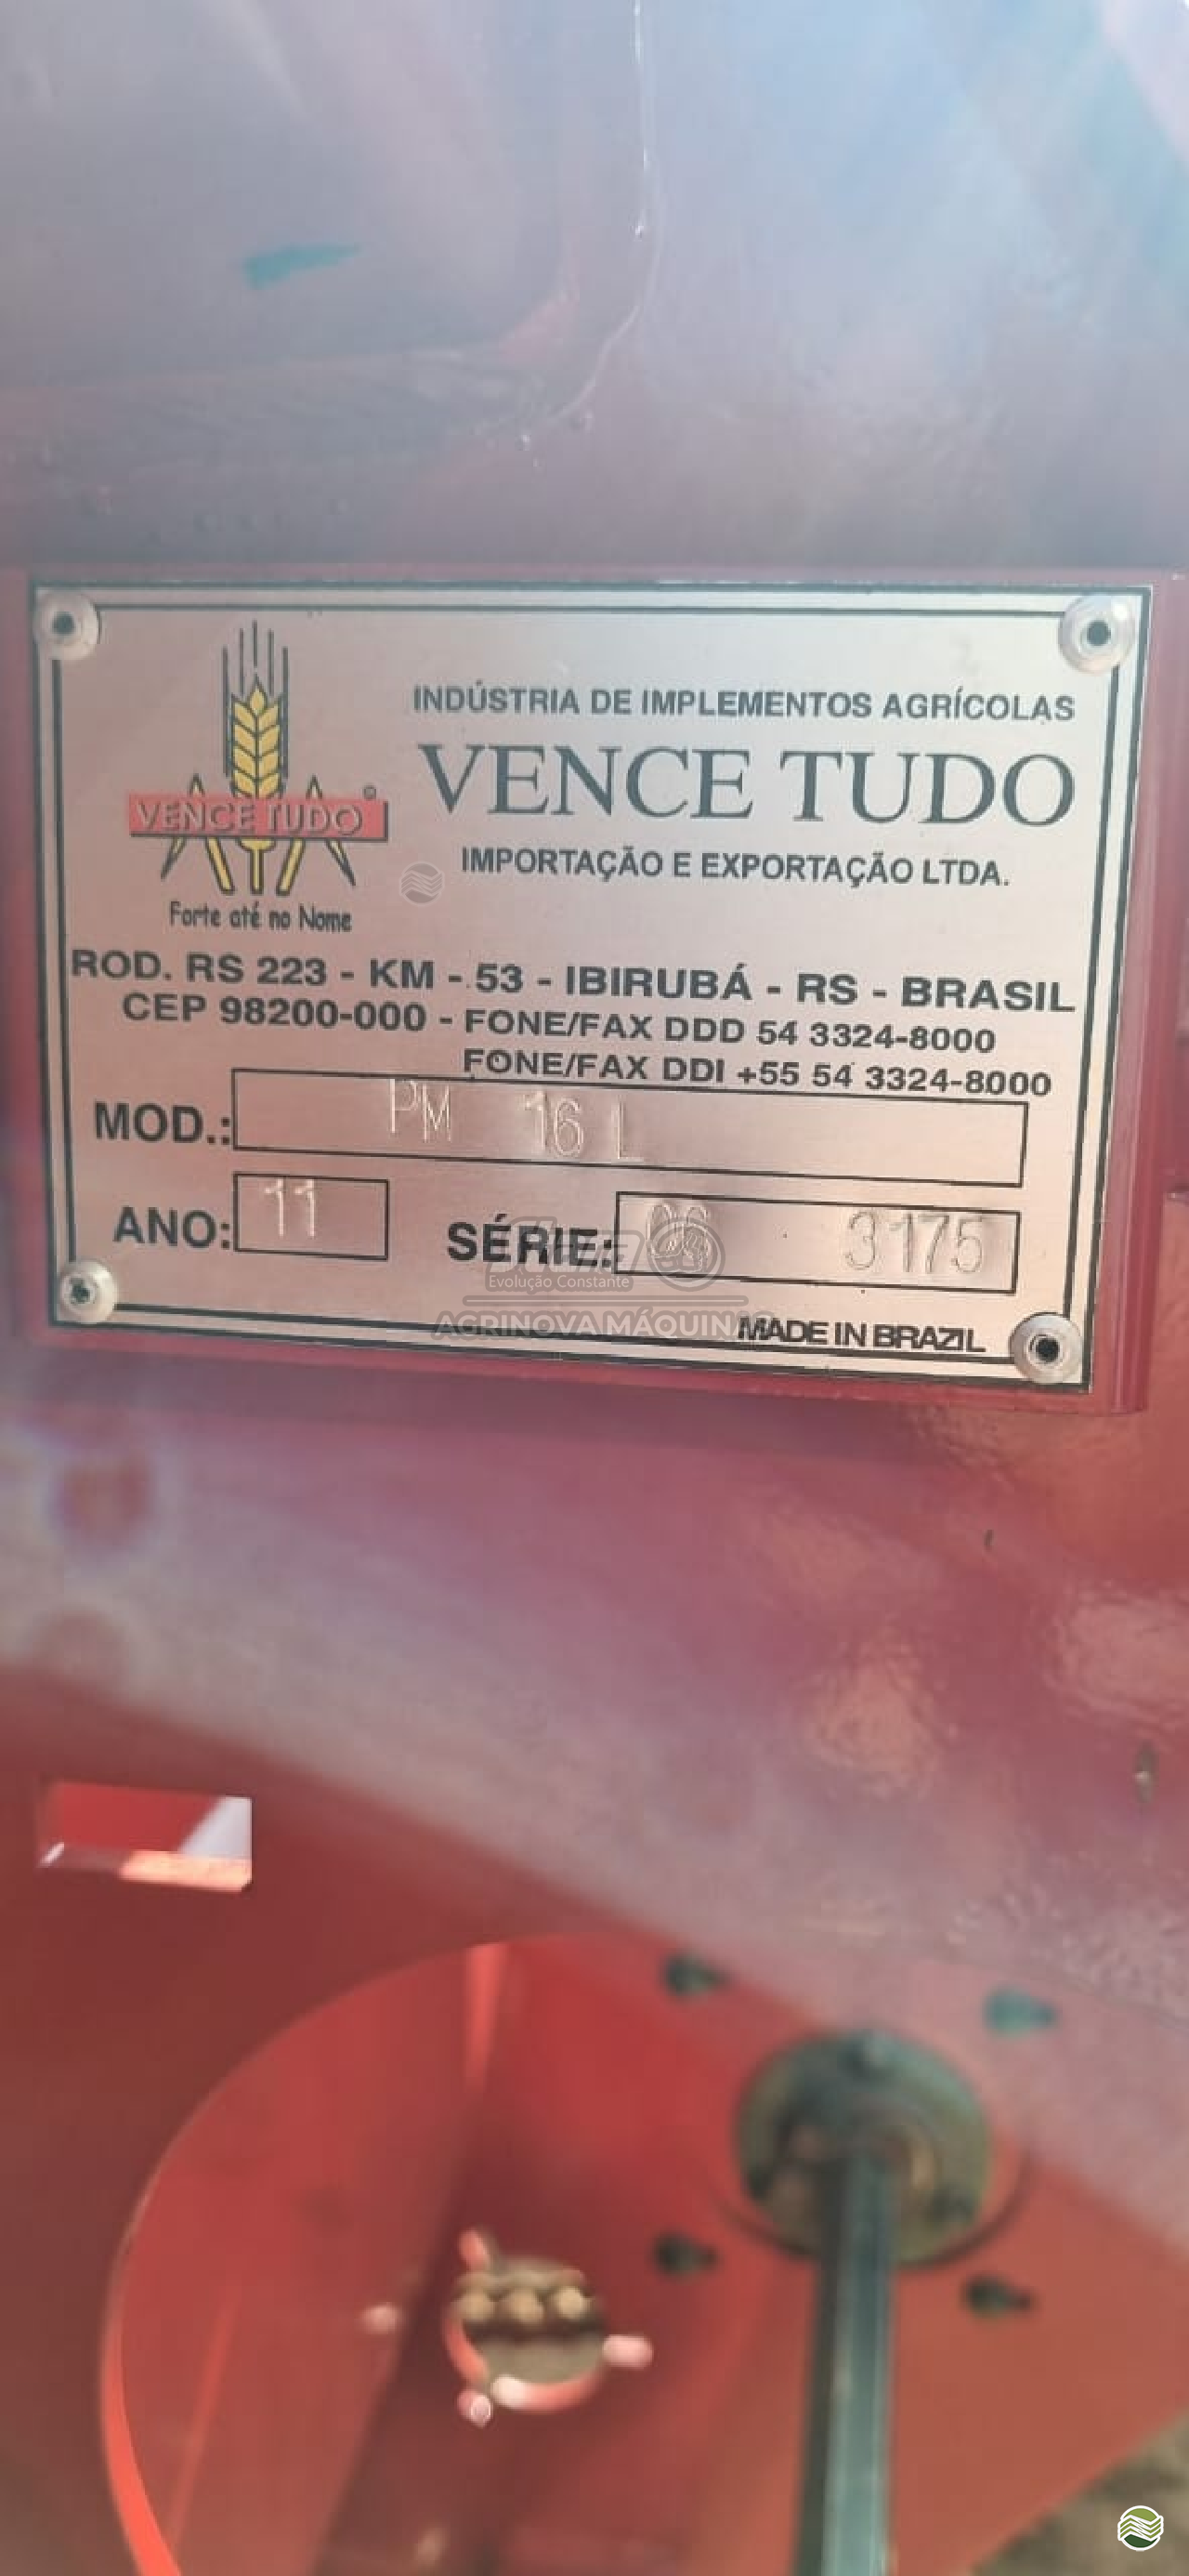 INDÚSTRIA DE IMPLEMENTOS AGRÍCOLAS
VENCE TUDO
IMPORTAÇÃO E EXPORTAÇÃO LTDA.
VENCE TUDO
Forte até no Nome
ROD. RS 223 - KM - 53 - IBIRUBÁ - RS - BRASIL
CEP 98200-000 - FONE/FAX DDD 54 3324-8000
FONE/FAX DDI +55 54 3324-8000
MOD.: PM 16 L
ANO: 11 SÉRIE: 3175
Evolução Constante
AGRINOVA MÁQUINAS
MADE IN BRAZIL